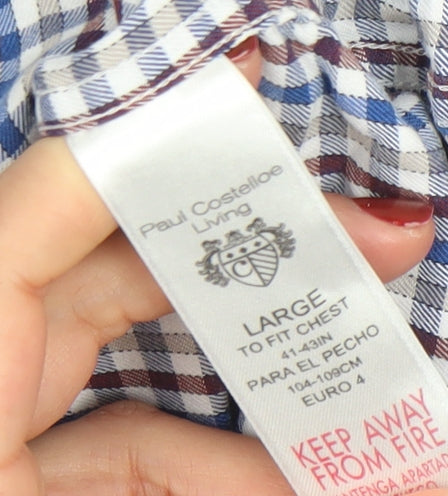 Paul Costelloe
Living
LARGE
TO FIT CHEST
41-43IN
PARA EL PECHO
104-109CM
EURO 4
KEEP AWAY
FROM FIRE